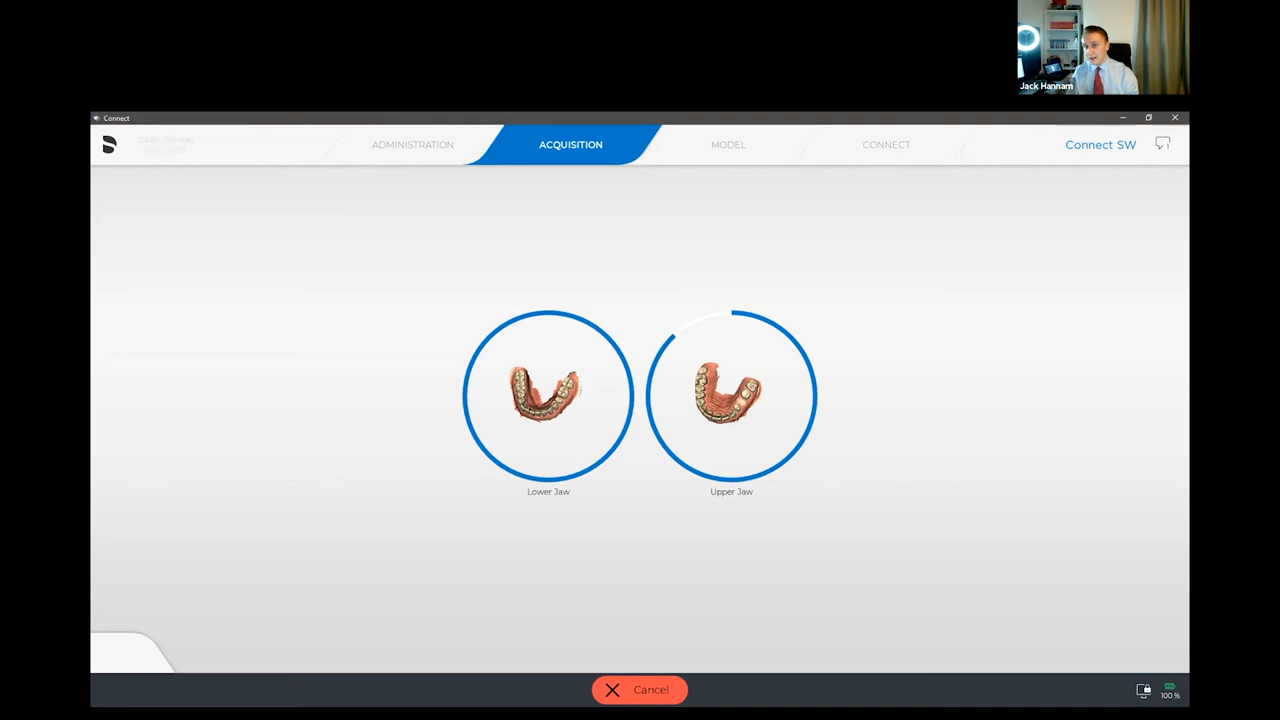 Jack Hannam
Connect
ADMINISTRATION
ACQUISITION
MODEL
CONNECT
Connect SW
Lower Jaw
Upper Jaw
Cancel
100 %